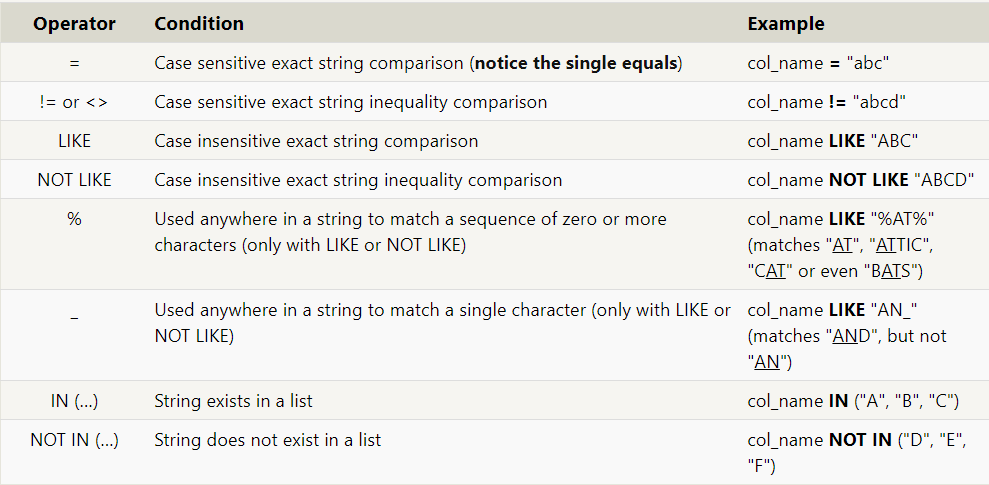 Operator Condition Example
= Case sensitive exact string comparison (notice the single equals) col_name = "abc"
!= or <> Case sensitive exact string inequality comparison col_name != "abcd"
LIKE Case insensitive exact string comparison col_name LIKE "ABC"
NOT LIKE Case insensitive exact string inequality comparison col_name NOT LIKE "ABCD"
% Used anywhere in a string to match a sequence of zero or more col_name LIKE "%AT%"
characters (only with LIKE or NOT LIKE) (matches "AT", "ATTIC",
"CAT" or even "BATS")
_ Used anywhere in a string to match a single character (only with LIKE or col_name LIKE "AN_"
NOT LIKE) (matches "AND", but not
"AN")
IN (…) String exists in a list col_name IN ("A", "B", "C")
NOT IN (…) String does not exist in a list col_name NOT IN ("D", "E",
"F")